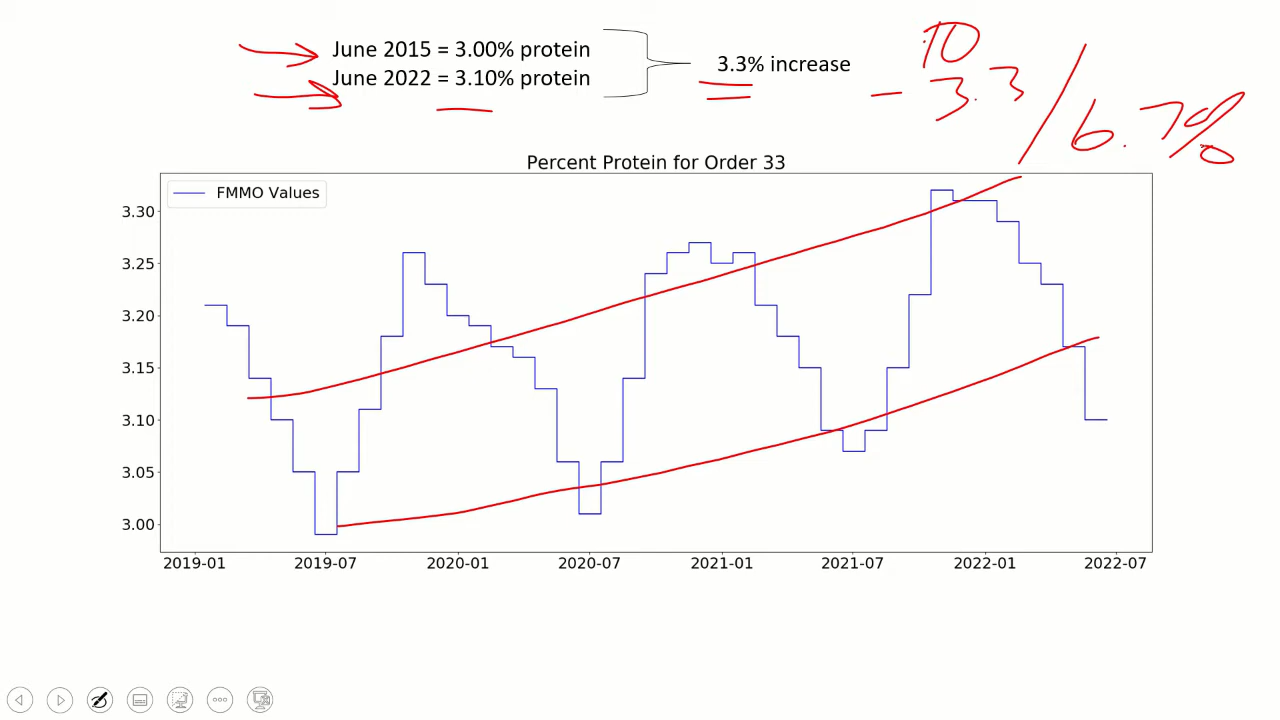 June 2015 = 3.00% protein
June 2022 = 3.10% protein
3.3% increase
10
- 3.3 / 6.7%
Percent Protein for Order 33
FMMO Values
3.30
3.25
3.20
3.15
3.10
3.05
3.00
2019-01 2019-07 2020-01 2020-07 2021-01 2021-07 2022-01 2022-07